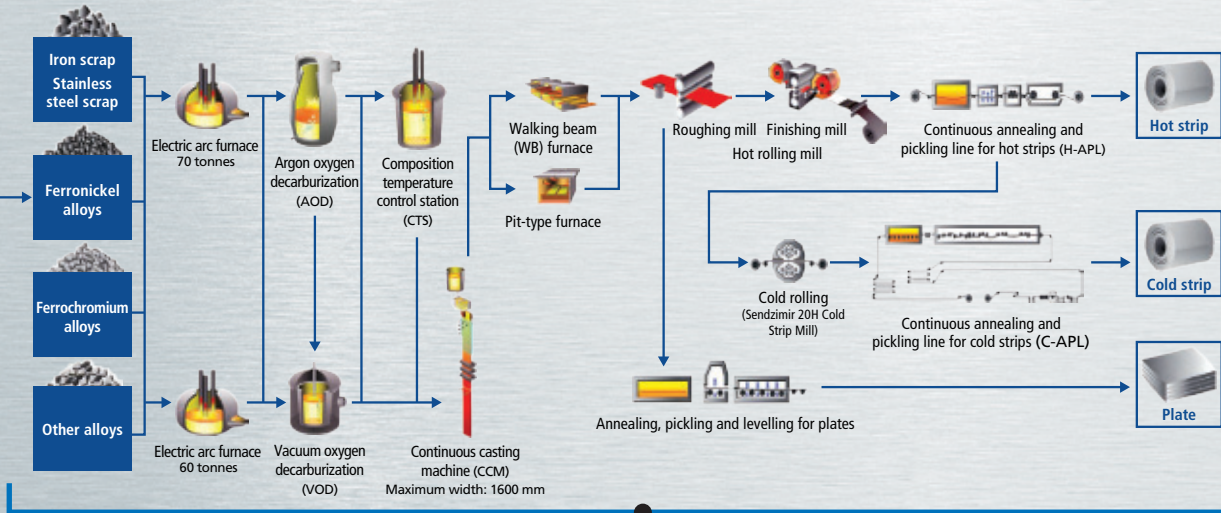 Iron scrap
Stainless
steel scrap
Ferronickel
alloys
Ferrochromium
alloys
Other alloys
Electric arc furnace
70 tonnes
Electric arc furnace
60 tonnes
Argon oxygen
decarburization
(AOD)
Vacuum oxygen
decarburization
(VOD)
Composition
temperature
control station
(CTS)
Continuous casting
machine (CCM)
Maximum width: 1600 mm
Walking beam
(WB) furnace
Pit-type furnace
Roughing mill
Finishing mill
Hot rolling mill
Continuous annealing and
pickling line for hot strips (H-APL)
Hot strip
Cold rolling
(Sendzimir 20H Cold
Strip Mill)
Continuous annealing and
pickling line for cold strips (C-APL)
Cold strip
Annealing, pickling and levelling for plates
Plate